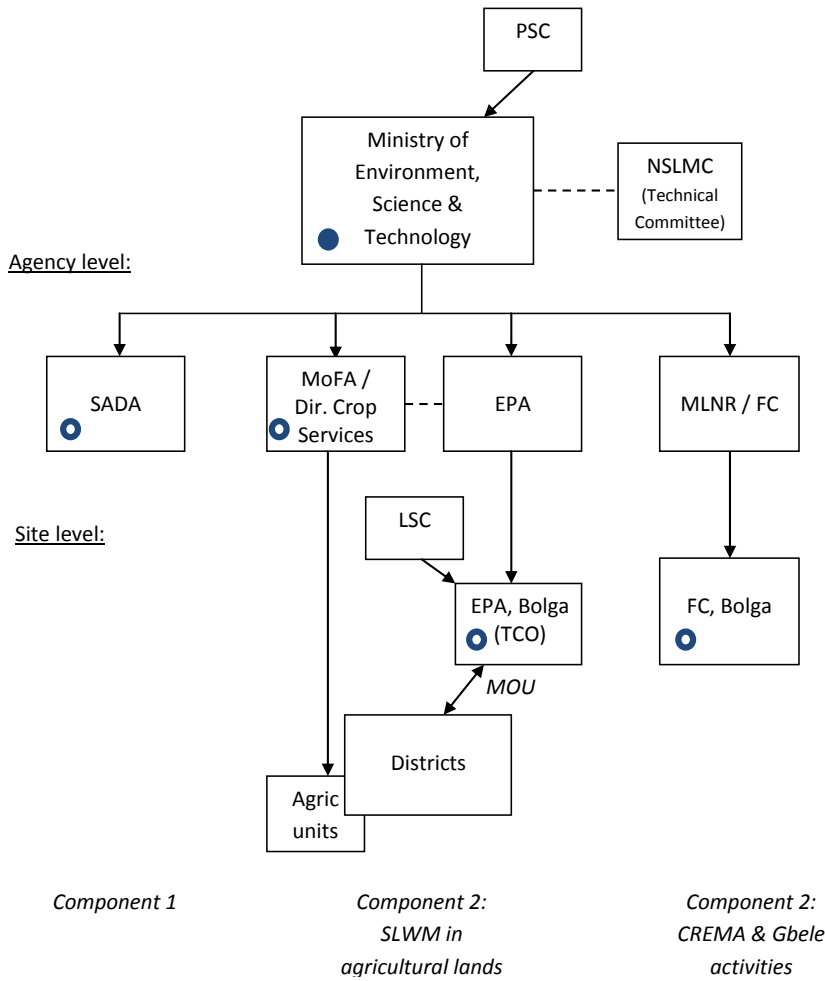 PSC
Ministry of
Environment,
Science &
Technology
NSLMC
(Technical
Committee)
Agency level:
SADA
MoFA /
Dir. Crop
Services
EPA
MLNR / FC
Site level:
LSC
EPA, Bolga
(TCO)
FC, Bolga
MOU
Districts
Agric
units
Component 1
Component 2:
SLWM in
agricultural lands
Component 2:
CREMA & Gbele
activities